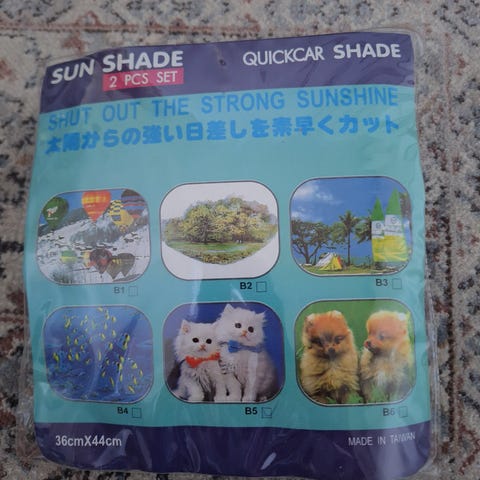 SUN SHADE
2 PCS SET
QUICKCAR SHADE
SHUT OUT THE STRONG SUNSHINE
太陽からの強い日差しを素早くカット
B1
B2
B3
B4
B5
B6
36cmX44cm
MADE IN TAIWAN